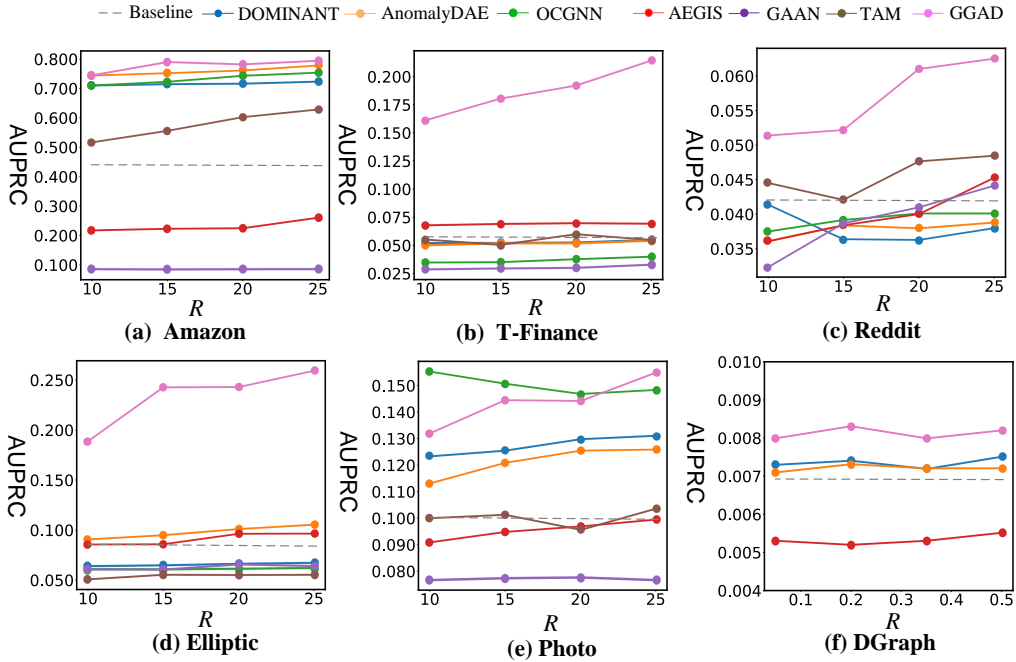 Baseline DOMINANT AnomalyDAE OCGNN AEGIS GAAN TAM GGAD
AUPRC
0.800
0.700
0.500
0.400
0.300
0.200
0.100
10 15 20 25
R
(a) Amazon
AUPRC
0.200
0.175
0.150
0.125
0.100
0.075
0.050
0.025
10 15 20 25
R
(b) T-Finance
AUPRC
0.060
0.055
0.050
0.045
0.040
0.035
10 15 20 25
R
(c) Reddit
AUPRC
0.250
0.200
0.150
0.100
0.050
10 15 20 25
R
(d) Elliptic
AUPRC
0.150
0.140
0.130
0.120
0.110
0.100
0.090
0.080
10 15 20 25
R
(e) Photo
AUPRC
0.010
0.009
0.008
0.007
0.006
0.005
0.004
0.1 0.2 0.3 0.4 0.5
R
(f) DGraph